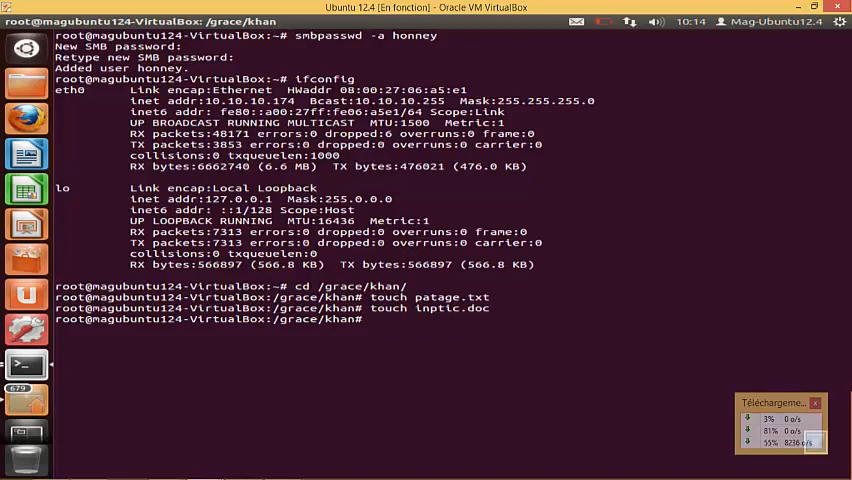 Ubuntu 12.4 [En fonction] - Oracle VM VirtualBox
root@magubuntu124-VirtualBox: /grace/khan
10:14
Mag-Ubuntu12.4
root@magubuntu124-VirtualBox:~# smbpasswd -a honney
New SMB password:
Retype new SMB password:
Added user honney.
root@magubuntu124-VirtualBox:~# ifconfig
eth0 Link encap:Ethernet HWaddr 08:00:27:06:a5:e1
inet addr:10.10.10.174 Bcast:10.10.10.255 Mask:255.255.255.0
inet6 addr: fe80::a00:27ff:fe06:a5e1/64 Scope:Link
UP BROADCAST RUNNING MULTICAST MTU:1500 Metric:1
RX packets:48171 errors:0 dropped:6 overruns:0 frame:0
TX packets:3853 errors:0 dropped:0 overruns:0 carrier:0
collisions:0 txqueuelen:1000
RX bytes:6662740 (6.6 MB) TX bytes:476021 (476.0 KB)
lo Link encap:Local Loopback
inet addr:127.0.0.1 Mask:255.0.0.0
inet6 addr: ::1/128 Scope:Host
UP LOOPBACK RUNNING MTU:16436 Metric:1
RX packets:7313 errors:0 dropped:0 overruns:0 frame:0
TX packets:7313 errors:0 dropped:0 overruns:0 carrier:0
collisions:0 txqueuelen:0
RX bytes:566897 (566.8 KB) TX bytes:566897 (566.8 KB)
root@magubuntu124-VirtualBox:~# cd /grace/khan/
root@magubuntu124-VirtualBox:/grace/khan# touch patage.txt
root@magubuntu124-VirtualBox:/grace/khan# touch inptic.doc
root@magubuntu124-VirtualBox:/grace/khan#
679
Téléchargeme...
3% 0 o/s
81% 0 o/s
55% 8236 o/s